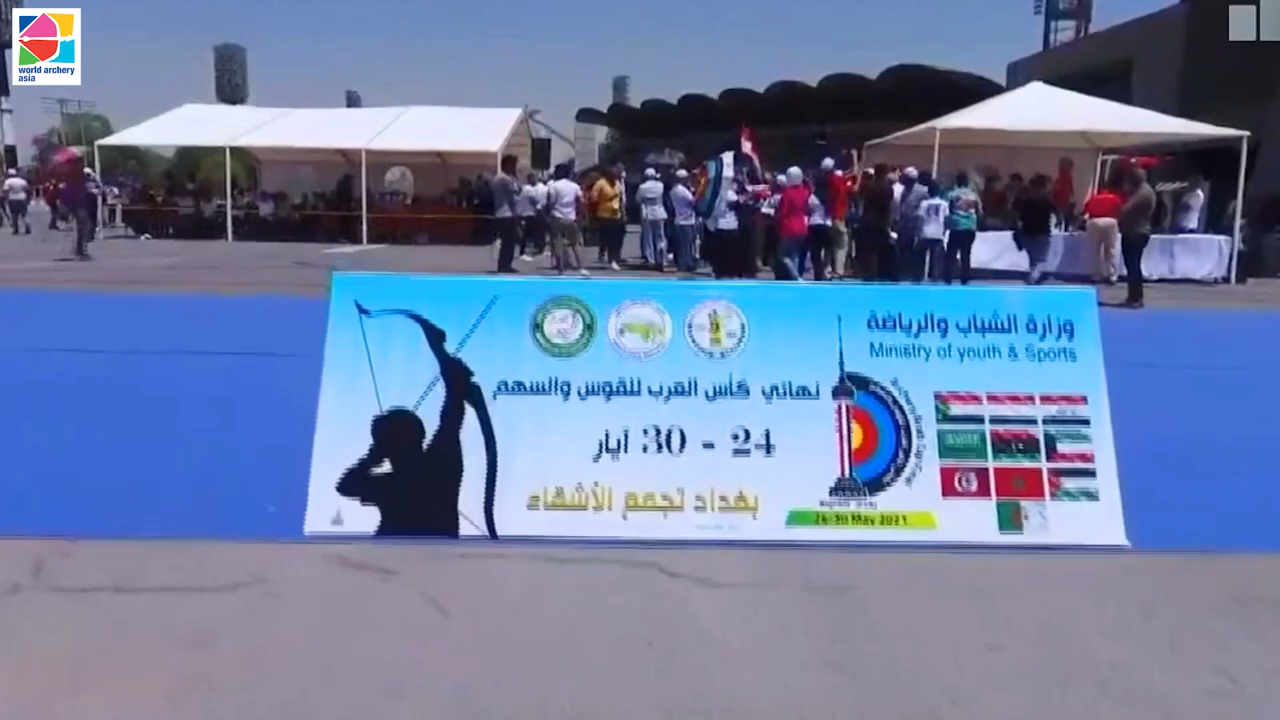 world archery
asia
وزارة الشباب والرياضة
Ministry of youth & Sports
نهائي كأس العرب للقوس والسهم
24 - 30 آيار
بغداد تجمع الأشقاء
24-30 May 2021